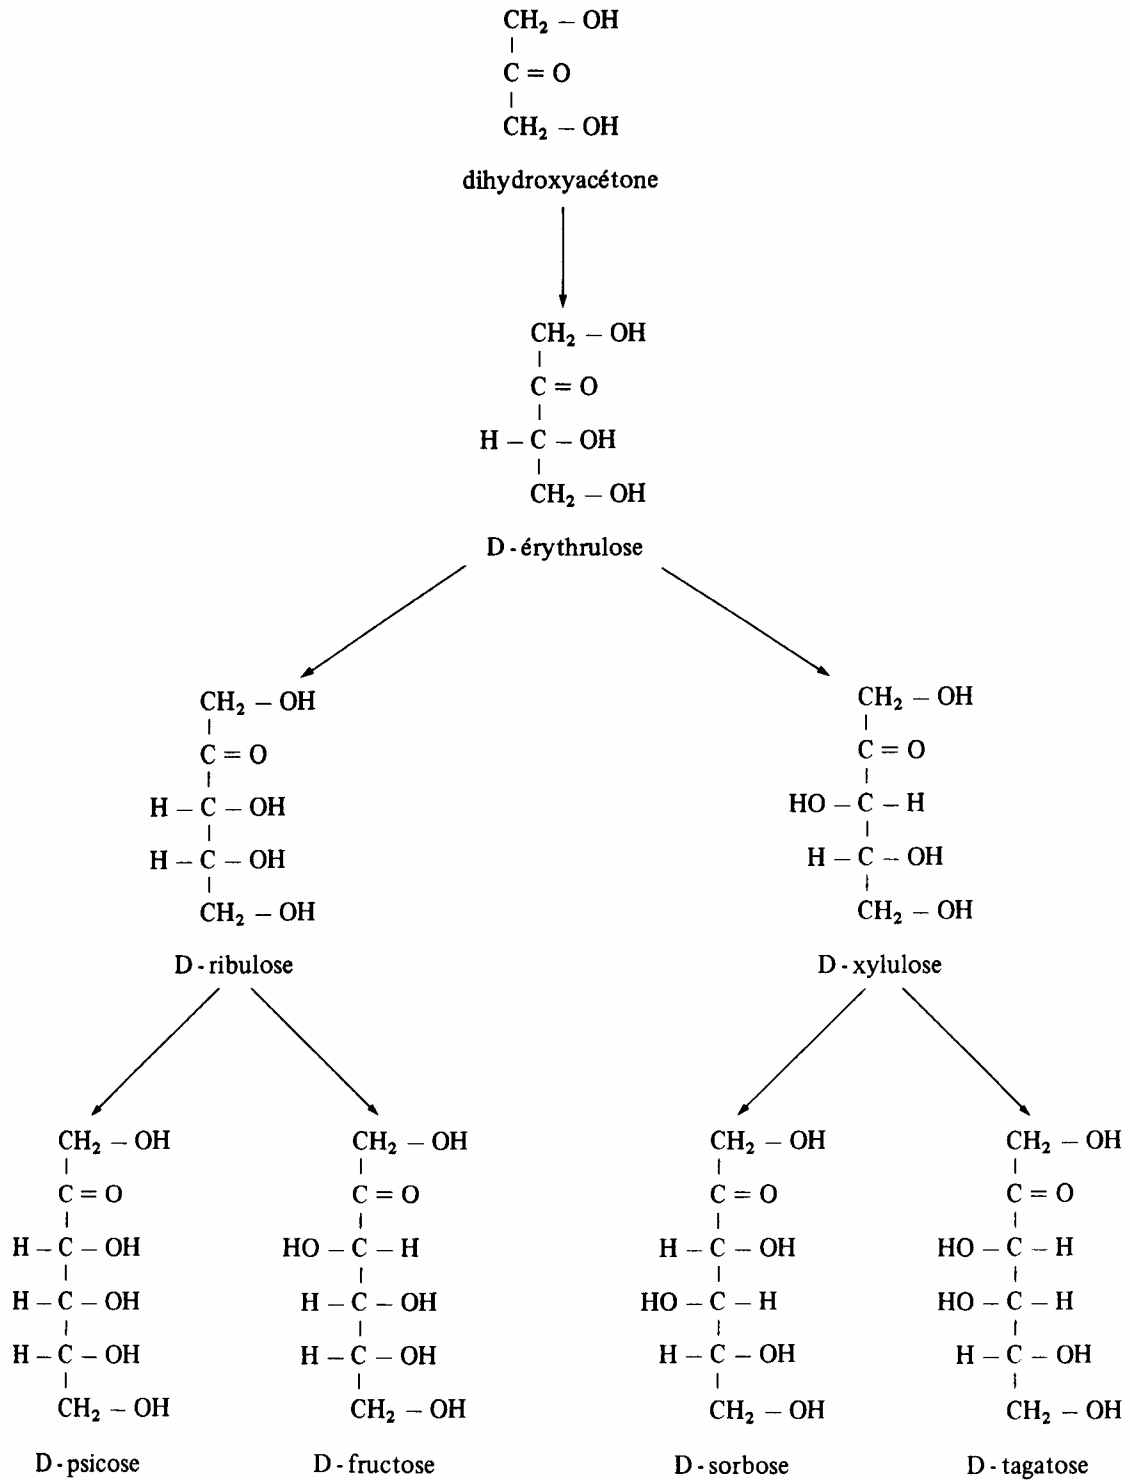 CH₂ – OH
|
C = O
|
CH₂ – OH
dihydroxyacétone
CH₂ – OH
|
C = O
|
H – C – OH
|
CH₂ – OH
D - érythrulose
CH₂ – OH
|
C = O
|
H – C – OH
|
H – C – OH
|
CH₂ – OH
D - ribulose
CH₂ – OH
|
C = O
|
HO – C – H
|
H – C – OH
|
CH₂ – OH
D - xylulose
CH₂ – OH
|
C = O
|
H – C – OH
|
H – C – OH
|
H – C – OH
|
CH₂ – OH
D - psicose
CH₂ – OH
|
C = O
|
HO – C – H
|
H – C – OH
|
H – C – OH
|
CH₂ – OH
D - fructose
CH₂ – OH
|
C = O
|
H – C – OH
|
HO – C – H
|
H – C – OH
|
CH₂ – OH
D - sorbose
CH₂ – OH
|
C = O
|
HO – C – H
|
HO – C – H
|
H – C – OH
|
CH₂ – OH
D - tagatose